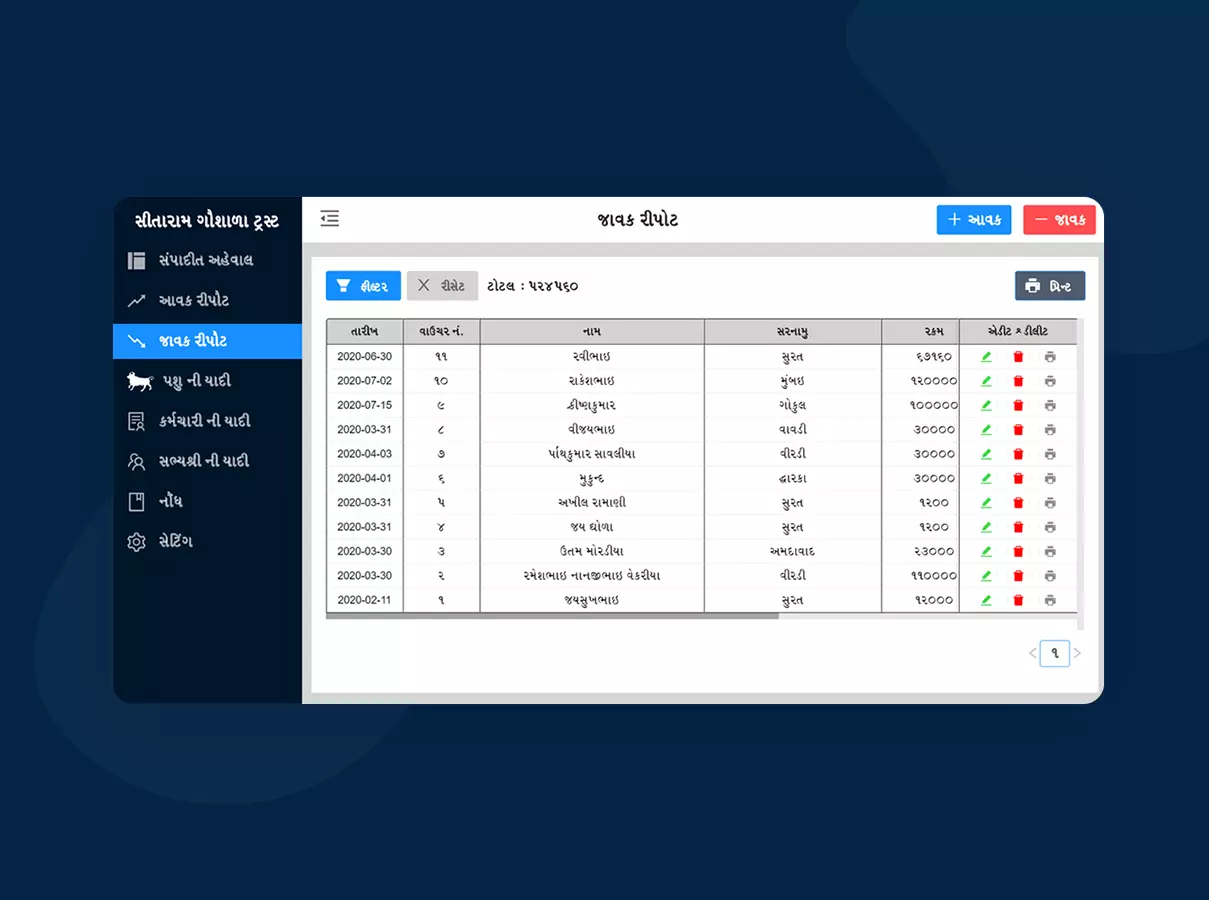 સીતારામ ગૌશાળા ટ્રસ્ટ
સંપાદીત અહેવાલ
આવક રીપોટ
જાવક રીપોટ
પશુ ની યાદી
કર્મચારી ની યાદી
સભ્યશ્રી ની યાદી
નોંધ
સેટિંગ
જાવક રીપોટ
+ આવક
− જાવક
ફીલ્ટર
રીસેટ
ટોટલ : ૫૨૪૫૬૦
પ્રિન્ટ
તારીખ વાઉચર નં. નામ સરનામુ રકમ એડીટ & ડીલીટ
2020-06-30 ૧૧ રવીભાઇ સુરત ૬૭૧૬૦
2020-07-02 ૧૦ રાકેશભાઇ મુંબઇ ૧૨૦૦૦૦
2020-07-15 ૯ ક્રીષ્ણકુમાર ગોકુલ ૧૦૦૦૦૦
2020-03-31 ૮ વીજયભાઇ વાવડી ૩૦૦૦૦
2020-04-03 ૭ ર્પાથકુમાર સાવલીયા વીરડી ૩૦૦૦૦
2020-04-01 ૬ મુકુન્દ દ્વારકા ૩૦૦૦૦
2020-03-31 ૫ અખીલ રામાણી સુરત ૧૨૦૦
2020-03-31 ૪ જય ઘોળા સુરત ૧૨૦૦
2020-03-30 ૩ ઉતમ મોરડીયા અમદાવાદ ૨૩૦૦૦
2020-03-30 ૨ રમેશભાઇ નાનજીભાઇ વેકરીયા વીરડી ૧૧૦૦૦૦
2020-02-11 ૧ જયસુખભાઇ સુરત ૧૨૦૦૦
૧